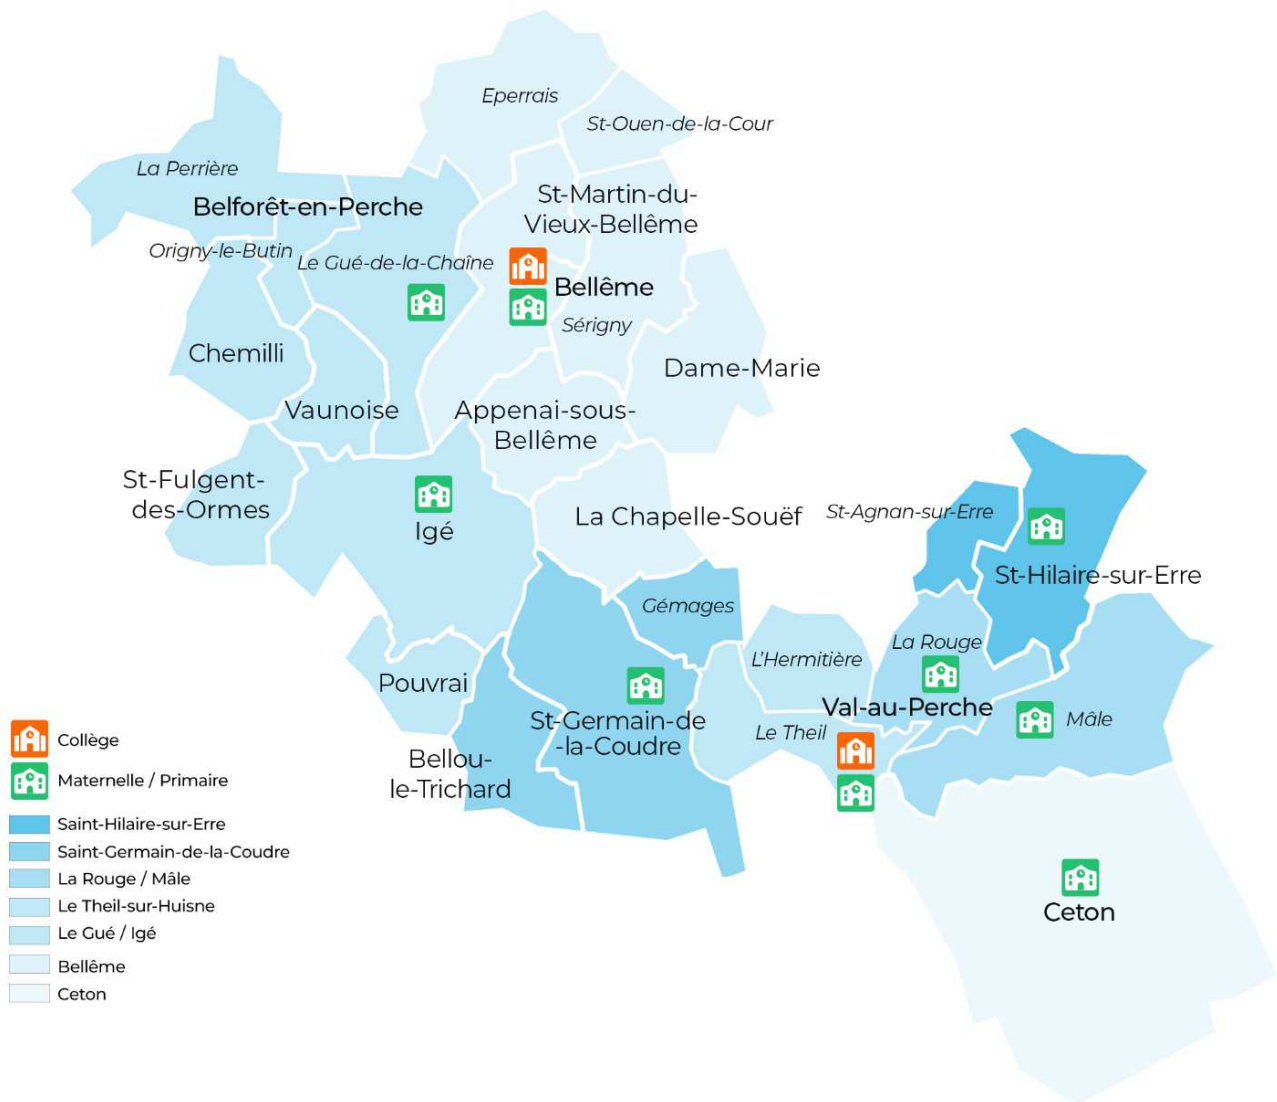 Eperrais
St-Ouen-de-la-Cour
La Perrière
St-Martin-du-
Vieux-Bellême
Belforêt-en-Perche
Origny-le-Butin
Le Gué-de-la-Chaîne
Bellême
Sérigny
Chemilli
Dame-Marie
Vaunoise
Appenai-sous-
Bellême
St-Fulgent-
des-Ormes
Igé
La Chapelle-Souëf
St-Agnan-sur-Erre
St-Hilaire-sur-Erre
Gémages
La Rouge
L'Hermitière
Pouvrai
Val-au-Perche
Mâle
St-Germain-de
-la-Coudre
Le Theil
Bellou-
le-Trichard
Ceton
Collège
Maternelle / Primaire
Saint-Hilaire-sur-Erre
Saint-Germain-de-la-Coudre
La Rouge / Mâle
Le Theil-sur-Huisne
Le Gué / Igé
Bellême
Ceton